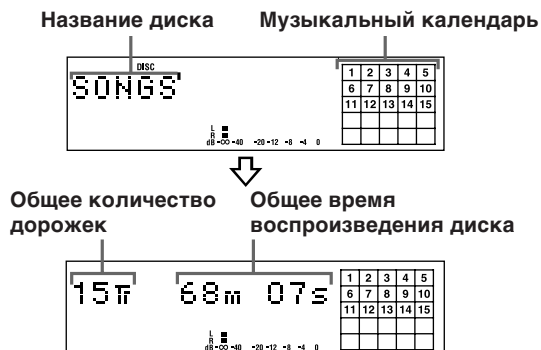 Название диска Музыкальный календарь
DISC
SONGS
1 2 3 4 5
6 7 8 9 10
11 12 13 14 15
L
R
dB -∞ -40 -20 -12 -8 -4 0
Общее количество дорожек
Общее время воспроизведения диска
15Tr 68m 07s
1 2 3 4 5
6 7 8 9 10
11 12 13 14 15
L
R
dB -∞ -40 -20 -12 -8 -4 0